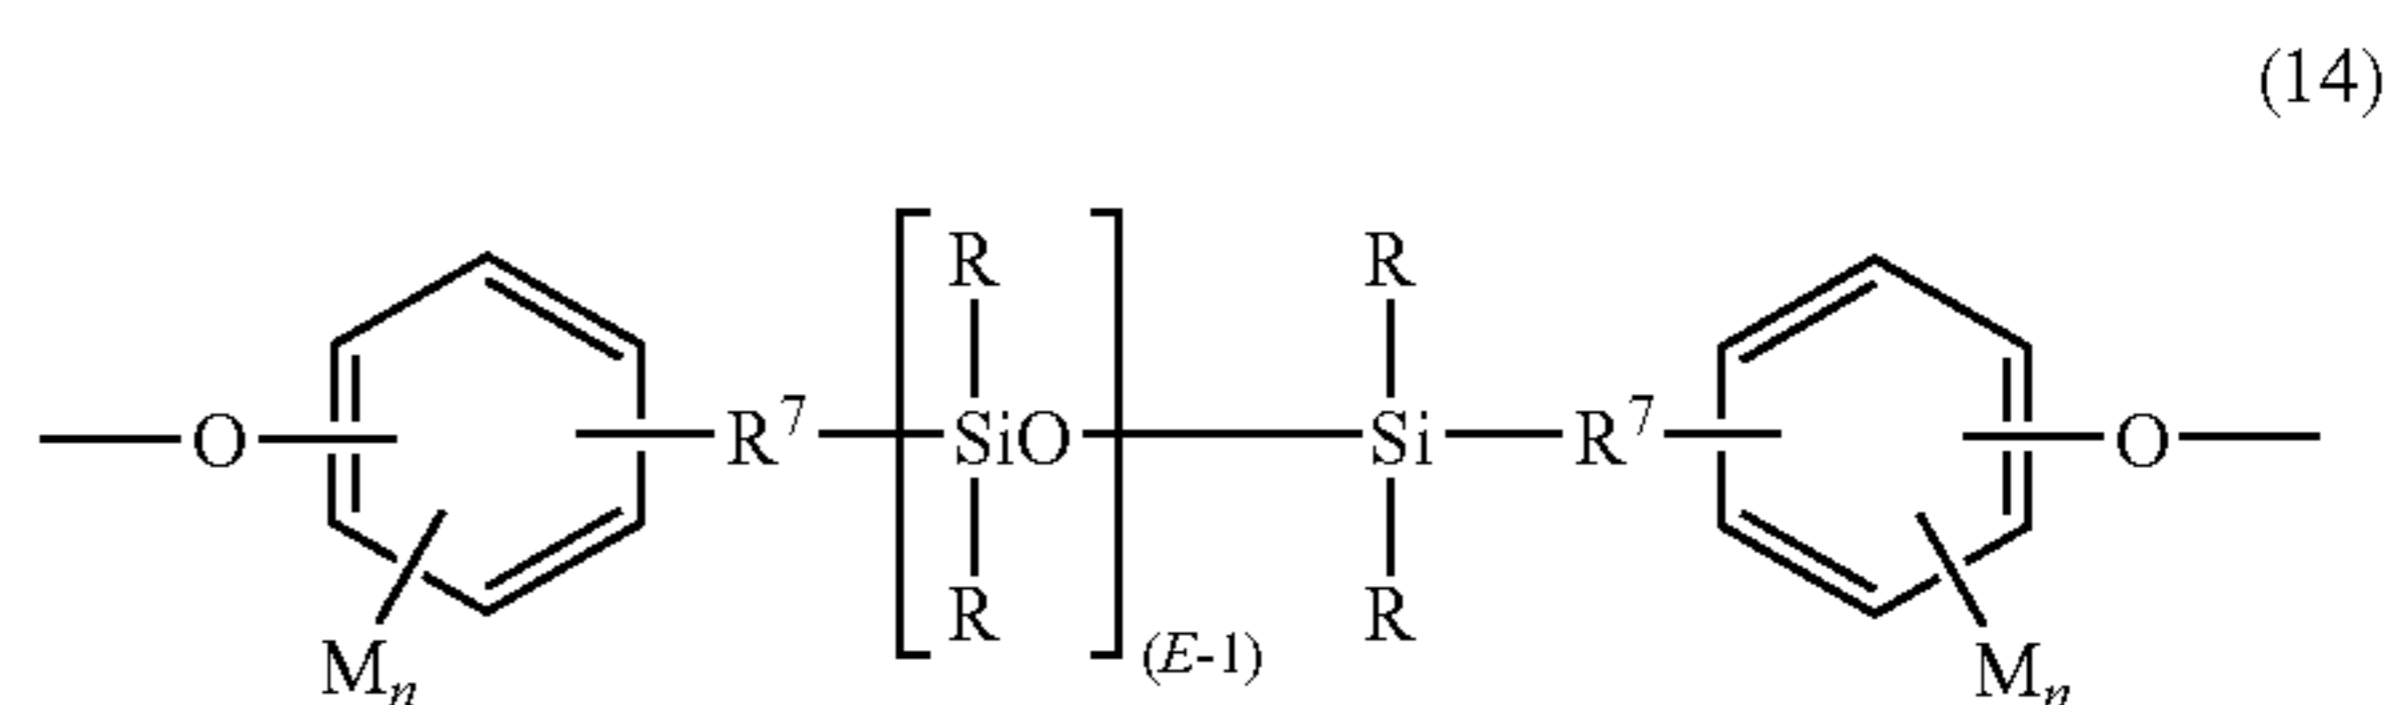 (14)
R R
O R⁷ SiO Si R⁷ O
R R
(E-1)
Mₙ Mₙ